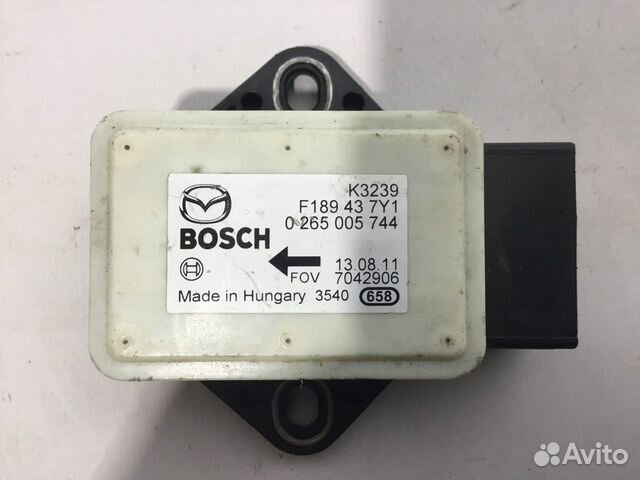 K3239
F189 43 7Y1
0 265 005 744
BOSCH
13.08.11
FOV 7042906
Made in Hungary 3540 658
Avito